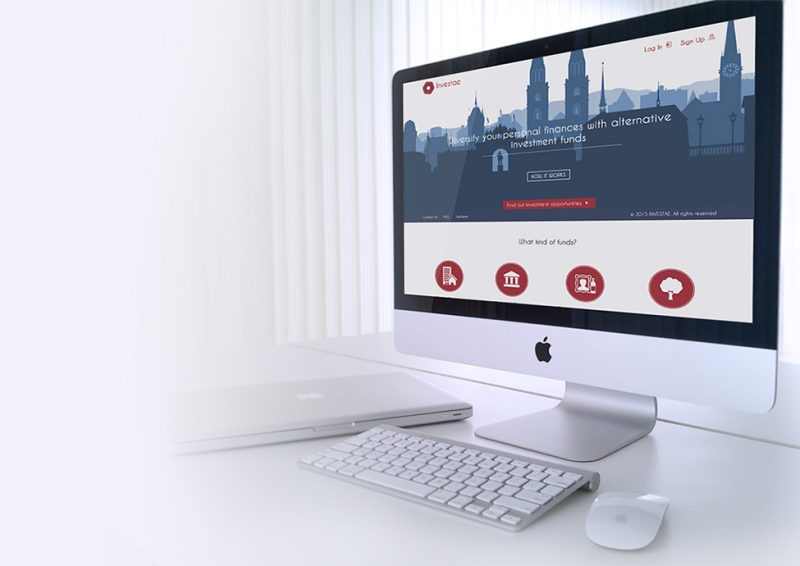 Log In Sign Up
Investae
Diversify your personal finances with alternative
investment funds
HOW IT WORKS
Find out investment opportunities
Contact us FAQ Disclaimer
© 2015 INVESTAE. All rights reserved
What kind of funds?